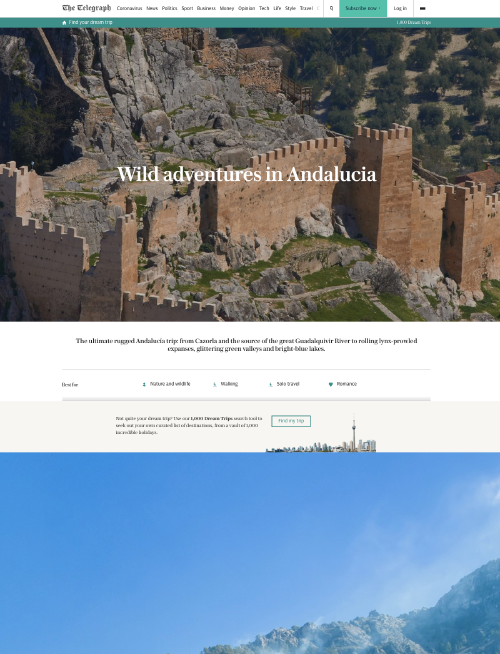 The Telegraph
Coronavirus News Politics Sport Business Money Opinion Tech Life Style Travel
Subscribe now
Log in
Find your dream trip
1,000 Dream Trips
Wild adventures in Andalucia
The ultimate rugged Andalucía trip: from Cazorla and the source of the great Guadalquivir River to rolling lynx-prowled
expanses, glittering green valleys and bright-blue lakes.
Best for:
Nature and wildlife
Walking
Solo travel
Romance
Not quite your dream trip? Use our 1,000 Dream Trips search tool to
seek out your own curated list of destinations, from a vault of 1,000
incredible holidays.
Find my trip